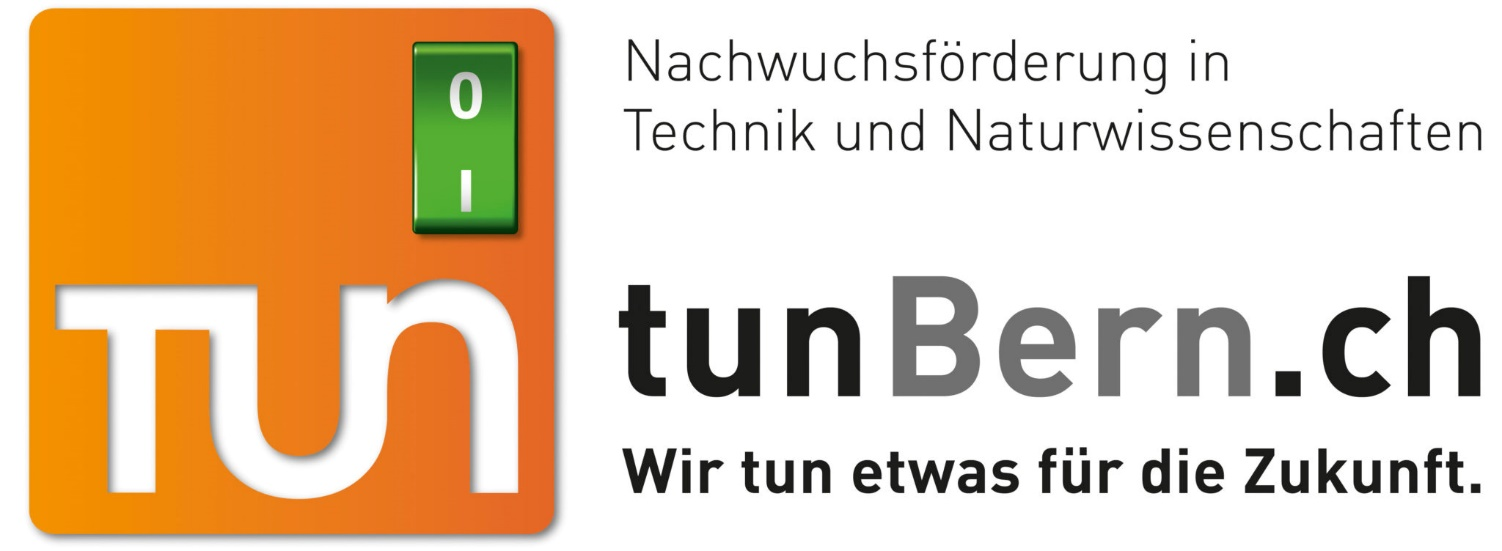 0
I
TUN
Nachwuchsförderung in
Technik und Naturwissenschaften
tunBern.ch
Wir tun etwas für die Zukunft.